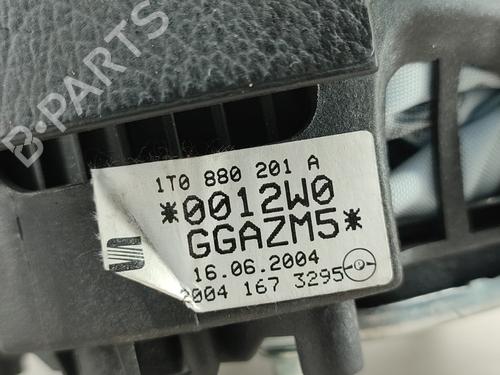 B-PARTS
1T0 880 201 A
*0012W0
GGAZM5*
16.06.2004
2004 167 3295